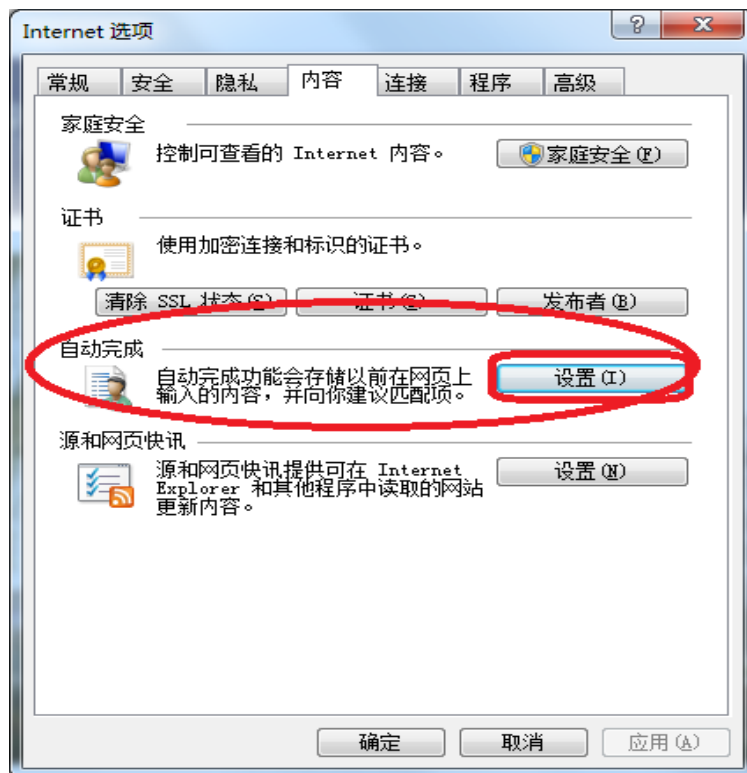 Internet 选项
常规 安全 隐私 内容 连接 程序 高级
家庭安全
控制可查看的 Internet 内容。 家庭安全(F)
证书
使用加密连接和标识的证书。
清除 SSL 状态(S) 证书(C) 发布者(B)
自动完成
自动完成功能会存储以前在网页上 设置(I)
输入的内容，并向你建议匹配项。
源和网页快讯
源和网页快讯提供可在 Internet 设置(N)
Explorer 和其他程序中读取的网站
更新内容。
确定 取消 应用(A)